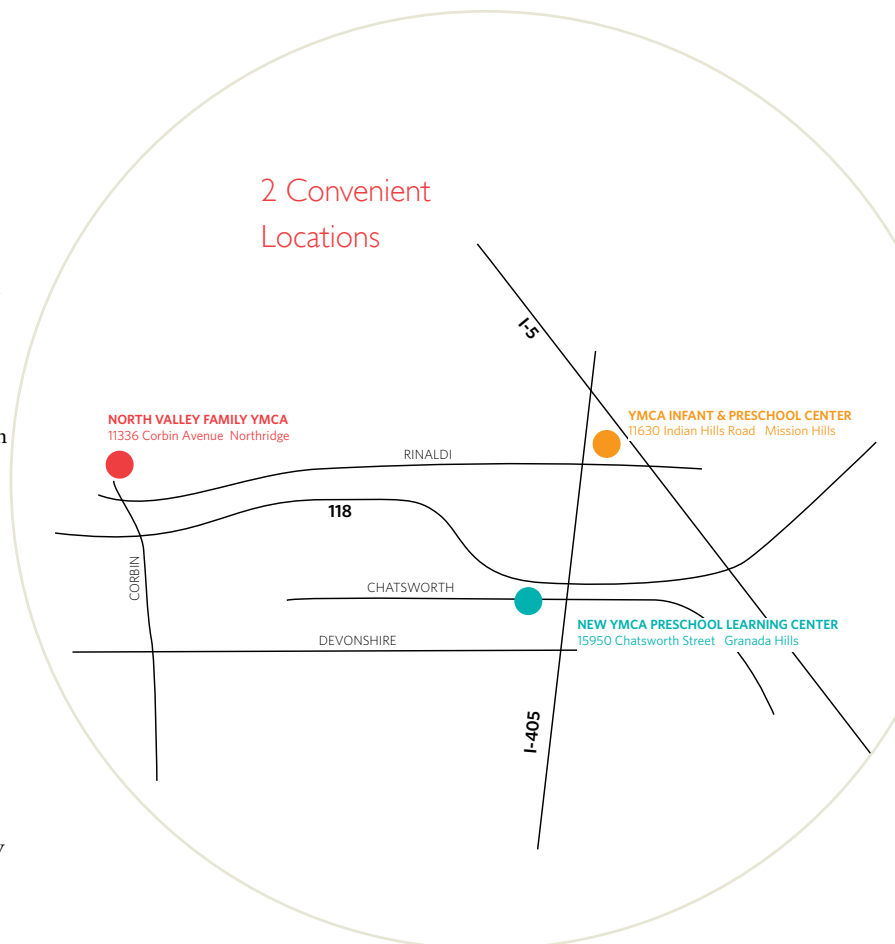 2 Convenient
Locations
I-5
NORTH VALLEY FAMILY YMCA
11336 Corbin Avenue Northridge
YMCA INFANT & PRESCHOOL CENTER
11630 Indian Hills Road Mission Hills
RINALDI
118
CORBIN
CHATSWORTH
NEW YMCA PRESCHOOL LEARNING CENTER
15950 Chatsworth Street Granada Hills
DEVONSHIRE
I-405